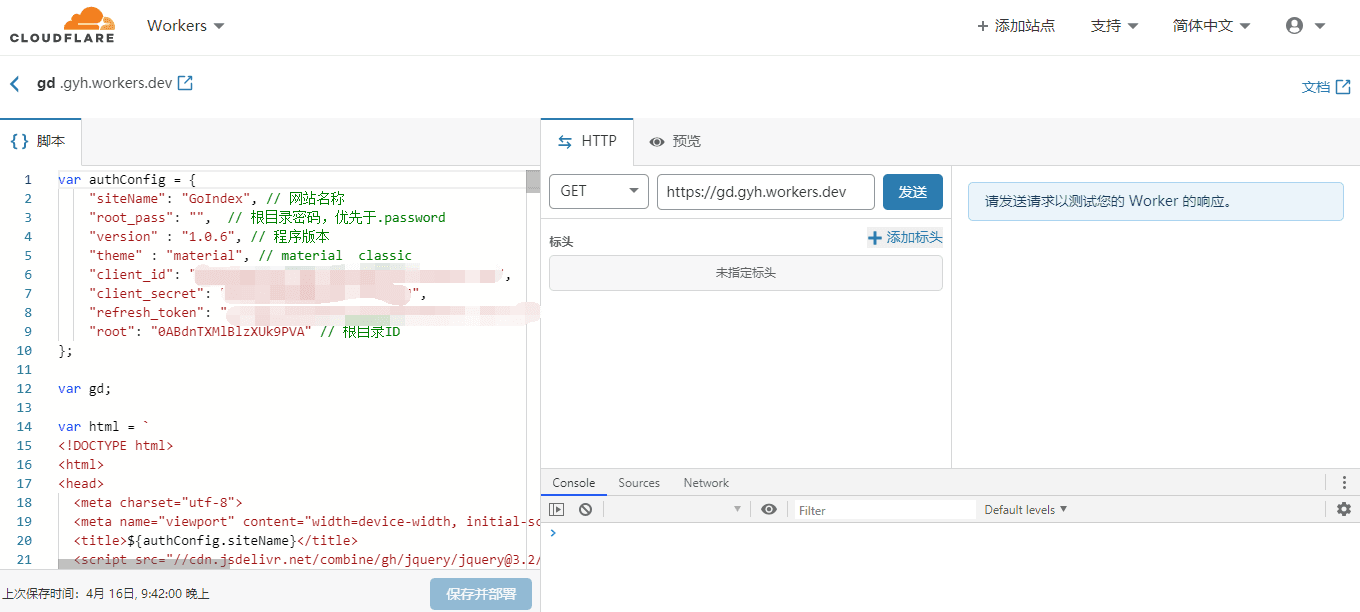 CLOUDFLARE
Workers
添加站点
支持
简体中文
gd .gyh.workers.dev
文档
{ } 脚本
HTTP
预览
1 var authConfig = {
2 "siteName": "GoIndex", // 网站名称
3 "root_pass": "", // 根目录密码，优先于.password
4 "version" : "1.0.6", // 程序版本
5 "theme" : "material", // material classic
6 "client_id": "
",
7 "client_secret":
",
8 "refresh_token": "
9 "root": "0ABdnTXMlBlzXUk9PVA" // 根目录ID
10 };
11
12 var gd;
13
14 var html = `
15 <!DOCTYPE html>
16 <html>
17 <head>
18 <meta charset="utf-8">
19 <meta name="viewport" content="width=device-width, initial-sc
20 <title>${authConfig.siteName}</title>
21 <script src="//cdn.jsdelivr.net/combine/gh/jquery/jquery@3.2/
上次保存时间：4月 16日, 9:42:00 晚上
保存并部署
GET
https://gd.gyh.workers.dev
发送
标头
添加标头
未指定标头
请发送请求以测试您的 Worker 的响应。
Console
Sources
Network
Filter
Default levels